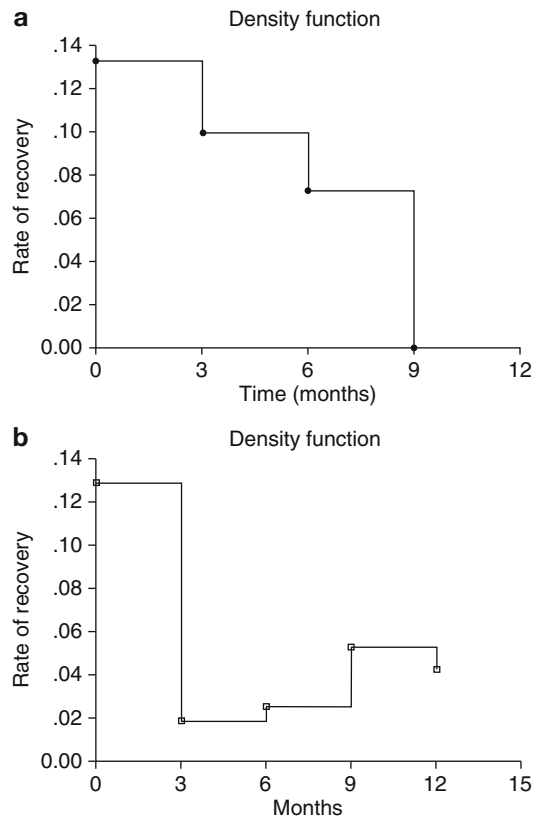 a
Density function
Rate of recovery
.14
.12
.10
.08
.06
.04
.02
0.00
0 3 6 9 12
Time (months)
b
Density function
Rate of recovery
.14
.12
.10
.08
.06
.04
.02
0.00
0 3 6 9 12 15
Months